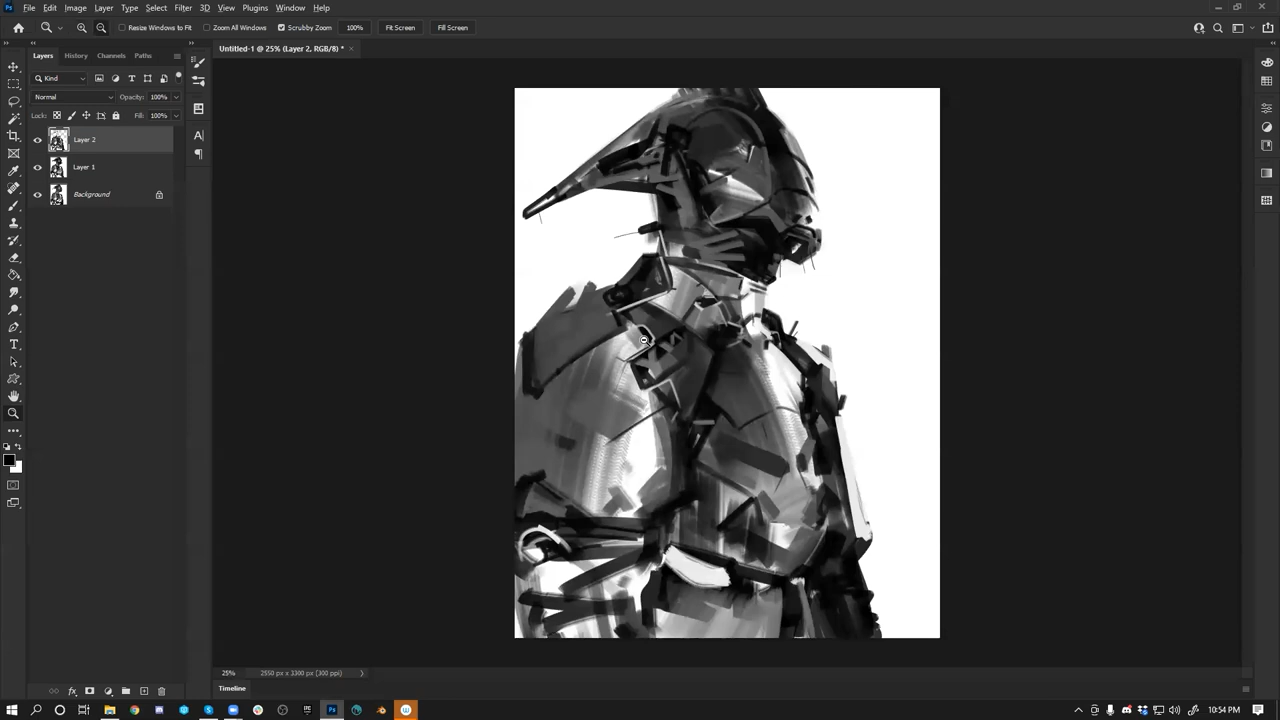 Ps File Edit Image Layer Type Select Filter 3D View Plugins Window Help
Resize Windows to Fit Zoom All Windows Scrubby Zoom 100% Fit Screen Fill Screen
Layers History Channels Paths
Untitled-1 @ 25% (Layer 2, RGB/8) * ×
Kind
Normal Opacity: 100%
Lock: Fill: 100%
Layer 2
Layer 1
Background
25% 2550 px x 3300 px (300 ppi)
Timeline
Ps
10:54 PM